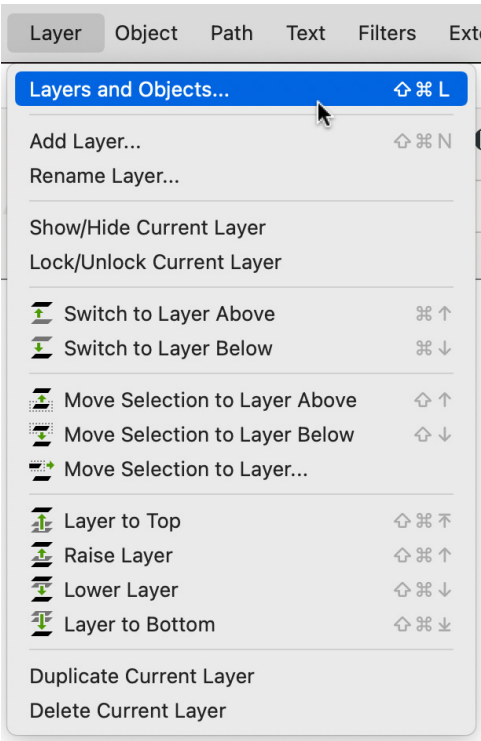 Layer Object Path Text Filters Ext
Layers and Objects... ⇧⌘L
Add Layer... ⇧⌘N
Rename Layer...
Show/Hide Current Layer
Lock/Unlock Current Layer
Switch to Layer Above ⌘↑
Switch to Layer Below ⌘↓
Move Selection to Layer Above ⇧↑
Move Selection to Layer Below ⇧↓
Move Selection to Layer...
Layer to Top ⇧⌘⤒
Raise Layer ⇧⌘↑
Lower Layer ⇧⌘↓
Layer to Bottom ⇧⌘⤓
Duplicate Current Layer
Delete Current Layer